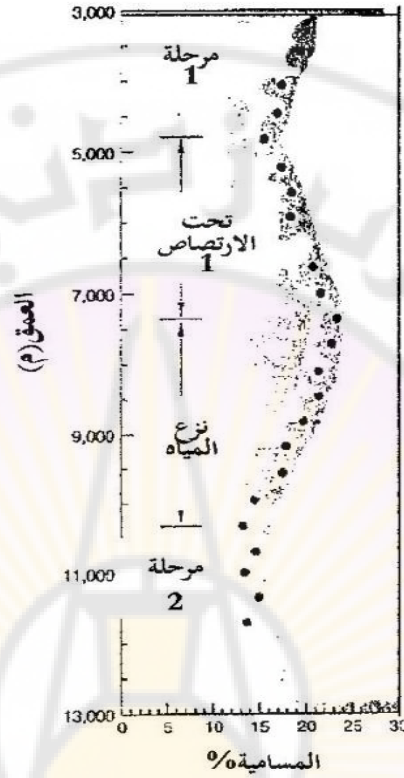 3,000
مرحلة
1
5,000
تحت
الارتصاص
1
7,000
العمق(م)
نزع
المياه
9,000
مرحلة
2
11,000
13,000
0 5 10 15 20 25 30
المسامية%